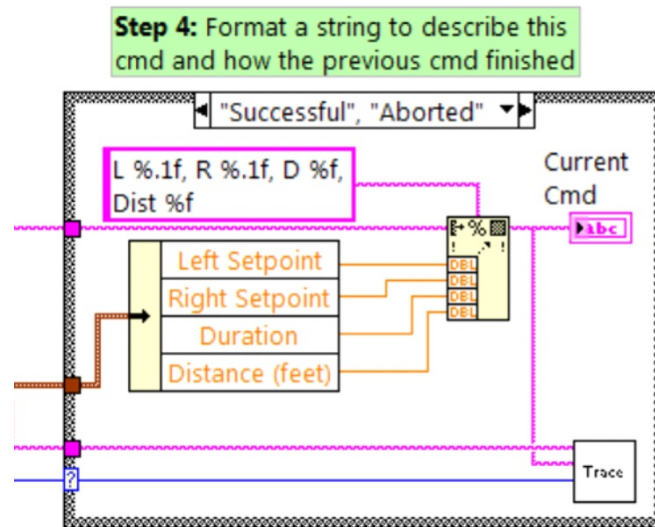 Step 4: Format a string to describe this
cmd and how the previous cmd finished
"Successful", "Aborted"
L %.1f, R %.1f, D %f,
Dist %f
Current
Cmd
abc
%
! !
Left Setpoint
Right Setpoint
Duration
Distance (feet)
DBL
DBL
DBL
DBL
Trace
?